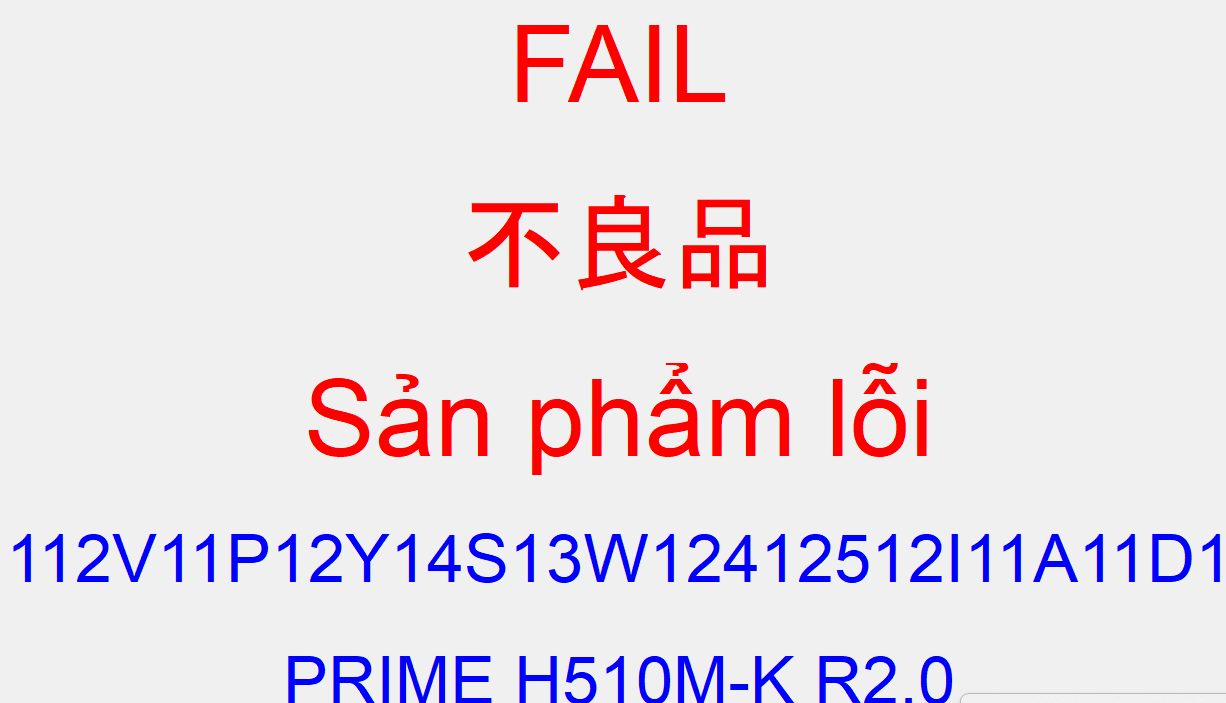 FAIL
不良品
Sản phẩm lỗi
112V11P12Y14S13W12412512I11A11D1
PRIME H510M-K R2.0